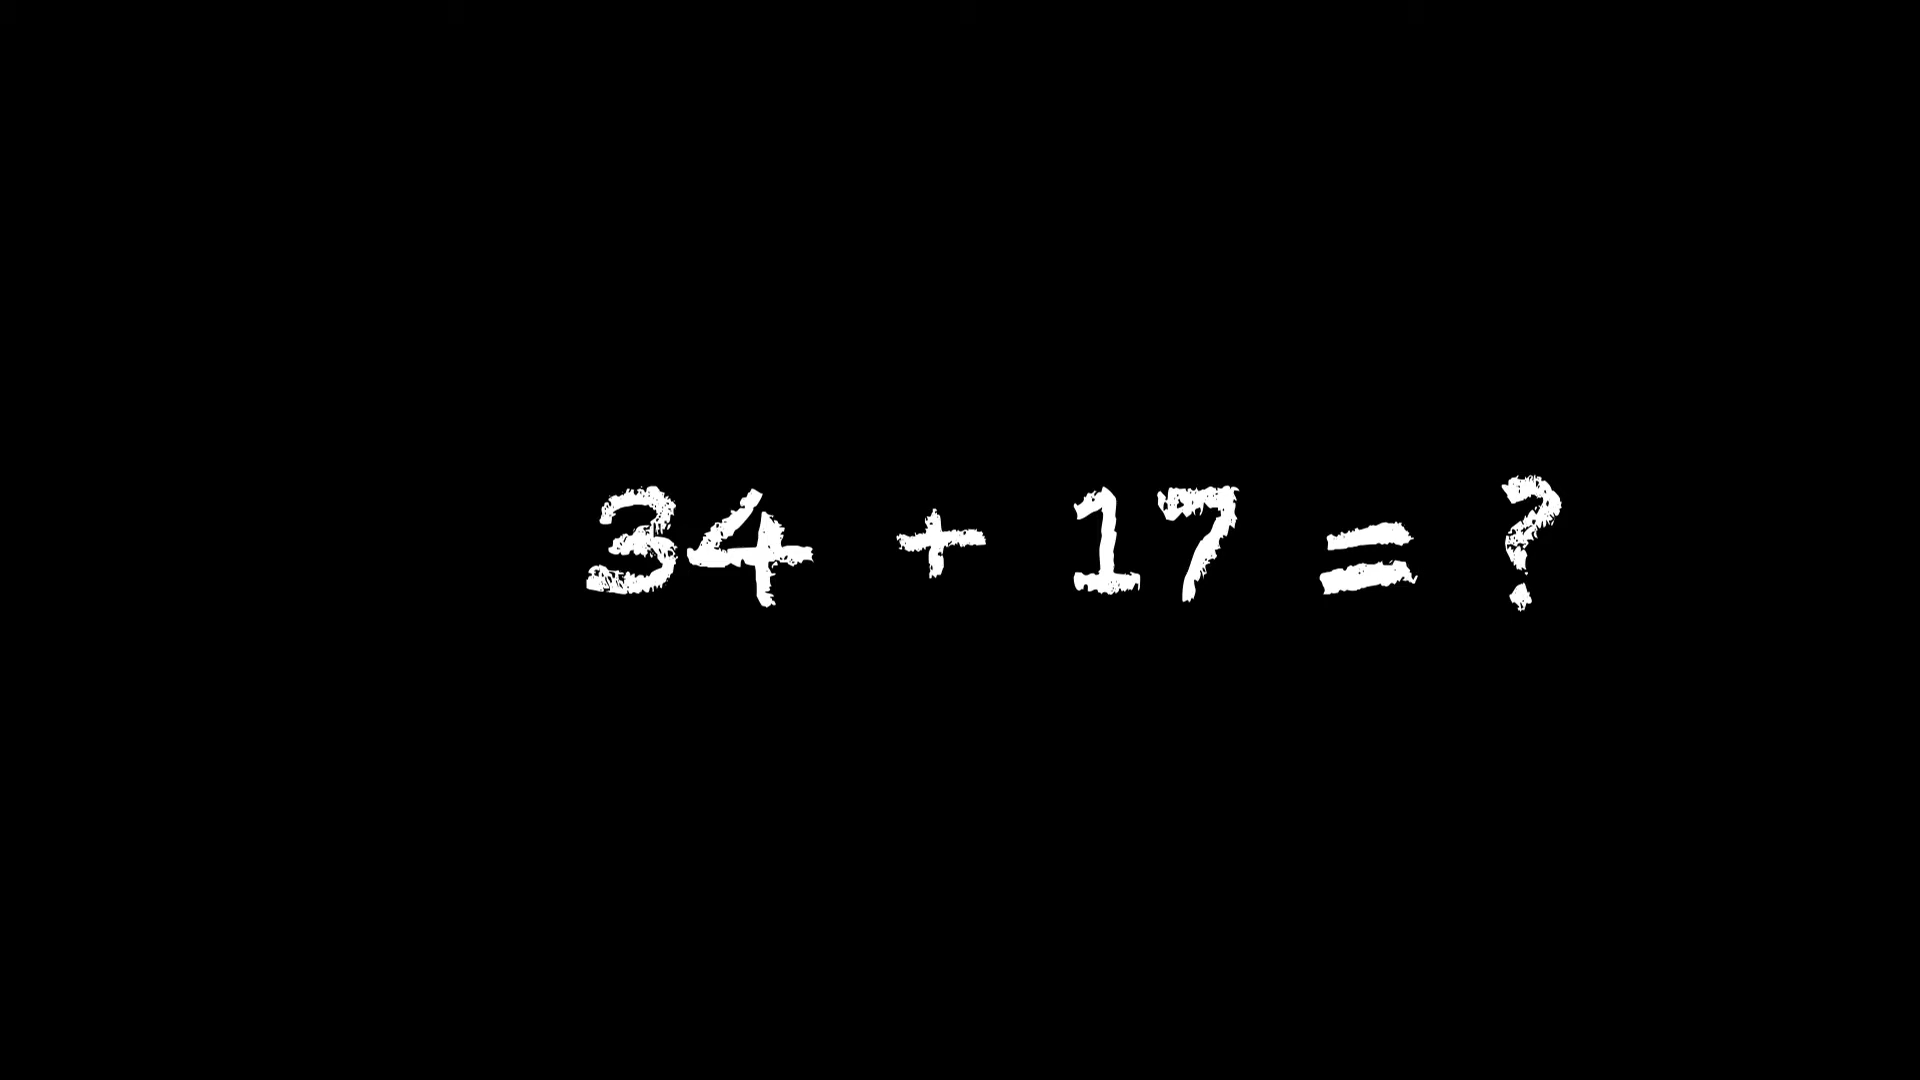 34 + 17 = ?